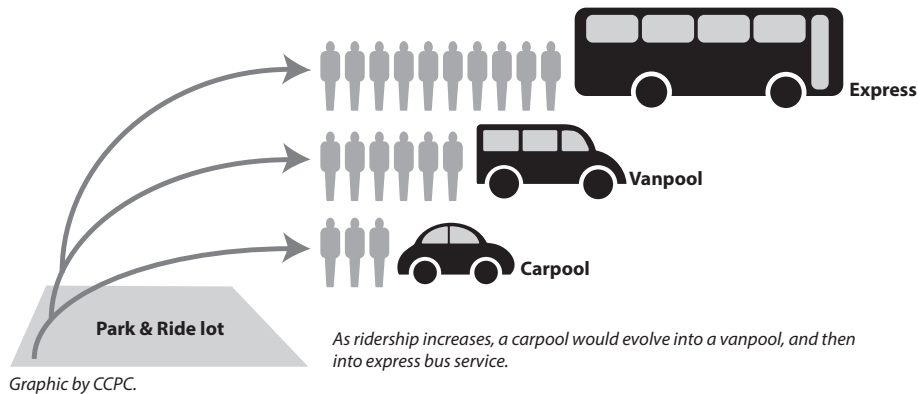 Express
Vanpool
Carpool
Park & Ride lot
As ridership increases, a carpool would evolve into a vanpool, and then
into express bus service.
Graphic by CCPC.